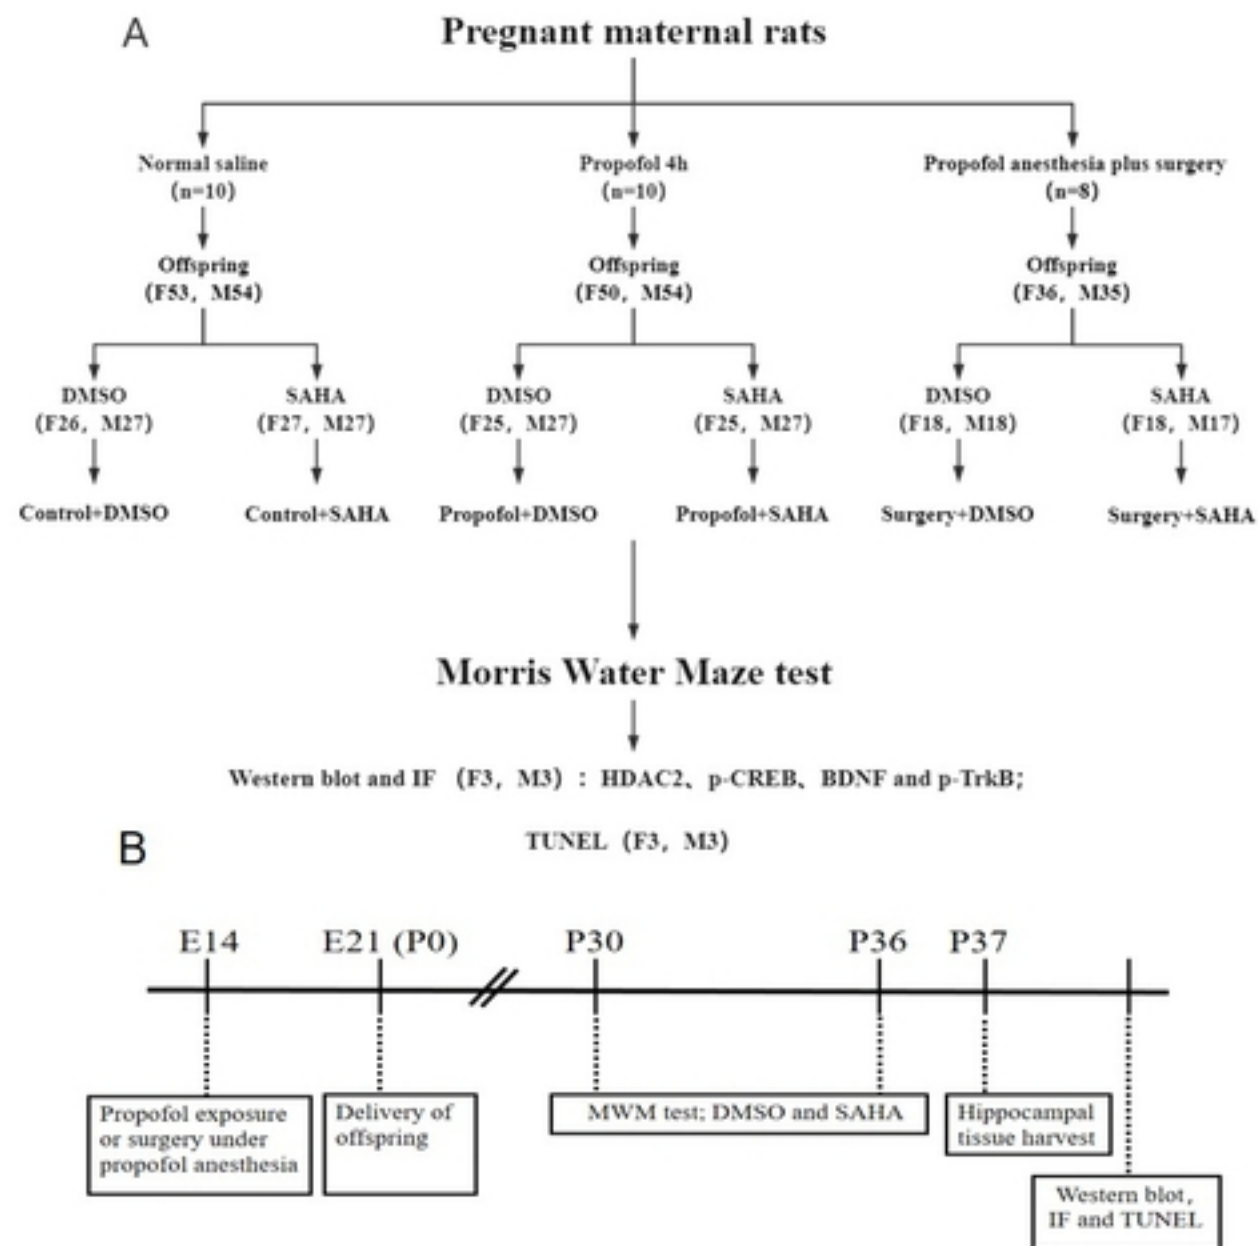 A
Pregnant maternal rats
Normal saline
(n=10)
Propofol 4h
(n=10)
Propofol anesthesia plus surgery
(n=8)
Offspring
(F53, M54)
Offspring
(F50, M54)
Offspring
(F36, M35)
DMSO
(F26, M27)
SAHA
(F27, M27)
DMSO
(F25, M27)
SAHA
(F25, M27)
DMSO
(F18, M18)
SAHA
(F18, M17)
Control+DMSO
Control+SAHA
Propofol+DMSO
Propofol+SAHA
Surgery+DMSO
Surgery+SAHA
Morris Water Maze test
Western blot and IF (F3, M3) : HDAC2、p-CREB、BDNF and p-TrkB;
TUNEL (F3, M3)
B
E14
E21 (P0)
P30
P36
P37
Propofol exposure
or surgery under
propofol anesthesia
Delivery of
offspring
MWM test; DMSO and SAHA
Hippocampal
tissue harvest
Western blot,
IF and TUNEL